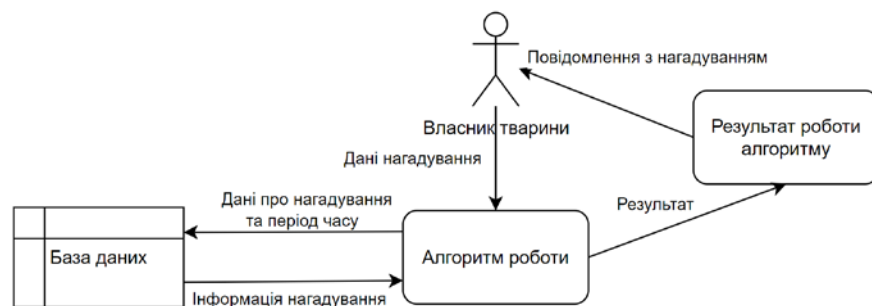 Повідомлення з нагадуванням
Власник тварини
Результат роботи
алгоритму
Дані нагадування
Дані про нагадування
та період часу
Результат
База даних
Алгоритм роботи
Інформація нагадування